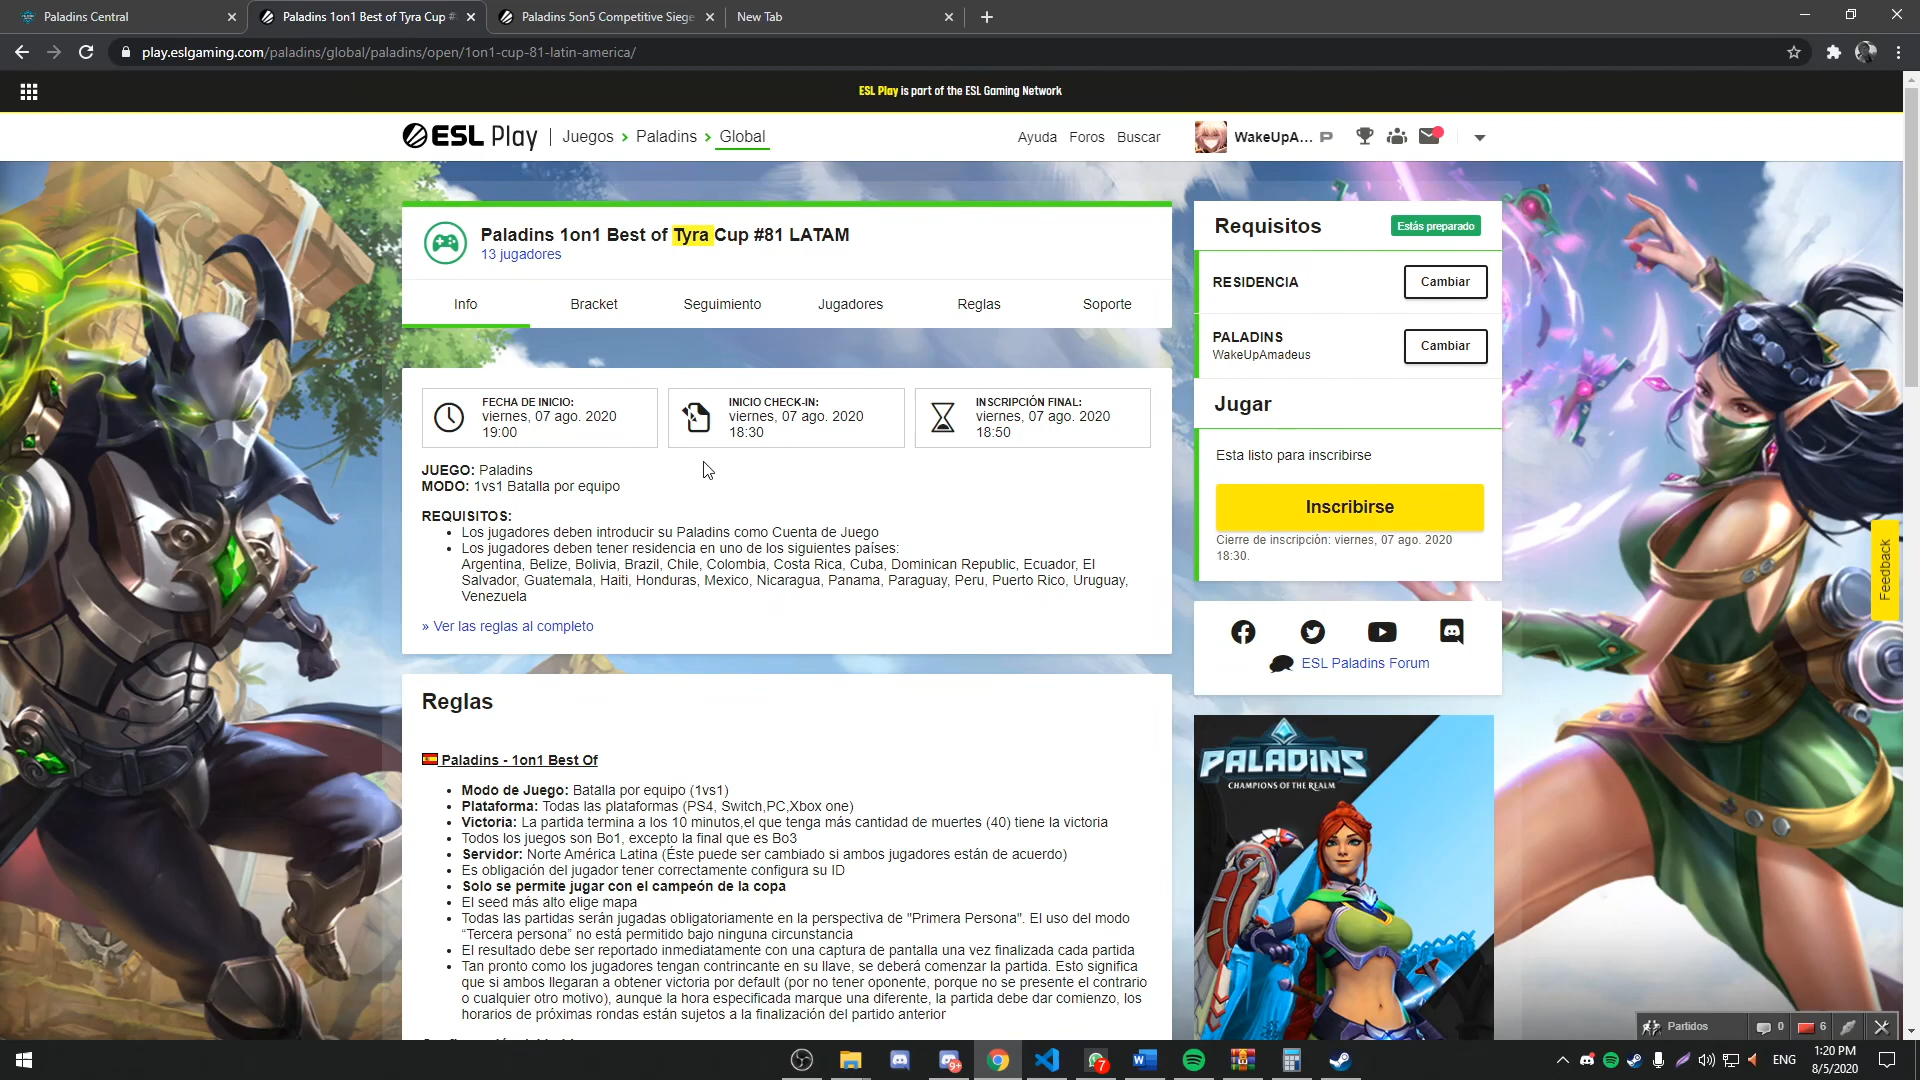 Paladins Central
Paladins 1on1 Best of Tyra Cup #
Paladins 5on5 Competitive Siege
New Tab
play.eslgaming.com/paladins/global/paladins/open/1on1-cup-81-latin-america/
ESL Play is part of the ESL Gaming Network
ESL Play | Juegos > Paladins > Global
Ayuda Foros Buscar
WakeUpA...
Paladins 1on1 Best of Tyra Cup #81 LATAM
13 jugadores
Info Bracket Seguimiento Jugadores Reglas Soporte
FECHA DE INICIO:
viernes, 07 ago. 2020
19:00
INICIO CHECK-IN:
viernes, 07 ago. 2020
18:30
INSCRIPCIÓN FINAL:
viernes, 07 ago. 2020
18:50
JUEGO: Paladins
MODO: 1vs1 Batalla por equipo
REQUISITOS:
• Los jugadores deben introducir su Paladins como Cuenta de Juego
• Los jugadores deben tener residencia en uno de los siguientes países:
Argentina, Belize, Bolivia, Brazil, Chile, Colombia, Costa Rica, Cuba, Dominican Republic, Ecuador, El
Salvador, Guatemala, Haiti, Honduras, Mexico, Nicaragua, Panama, Paraguay, Peru, Puerto Rico, Uruguay,
Venezuela
» Ver las reglas al completo
Reglas
Paladins - 1on1 Best Of
• Modo de Juego: Batalla por equipo (1vs1)
• Plataforma: Todas las plataformas (PS4, Switch,PC,Xbox one)
• Victoria: La partida termina a los 10 minutos,el que tenga más cantidad de muertes (40) tiene la victoria
• Todos los juegos son Bo1, excepto la final que es Bo3
• Servidor: Norte América Latina (Éste puede ser cambiado si ambos jugadores están de acuerdo)
• Es obligación del jugador tener correctamente configura su ID
• Solo se permite jugar con el campeón de la copa
• El seed más alto elige mapa
• Todas las partidas serán jugadas obligatoriamente en la perspectiva de "Primera Persona". El uso del modo
"Tercera persona" no está permitido bajo ninguna circunstancia
• El resultado debe ser reportado inmediatamente con una captura de pantalla una vez finalizada cada partida
• Tan pronto como los jugadores tengan contrincante en su llave, se deberá comenzar la partida. Esto significa
que si ambos llegaran a obtener victoria por default (por no tener oponente, porque no se presente el contrario
o cualquier otro motivo), aunque la hora especificada marque una diferente, la partida debe dar comienzo, los
horarios de próximas rondas están sujetos a la finalización del partido anterior
Requisitos
Estás preparado
RESIDENCIA
Cambiar
PALADINS
WakeUpAmadeus
Cambiar
Jugar
Esta listo para inscribirse
Inscribirse
Cierre de inscripción: viernes, 07 ago. 2020
18:30.
ESL Paladins Forum
PALADINS
CHAMPIONS OF THE REALM
Feedback
Partidos
0
6
9+
7
ENG
1:20 PM
8/5/2020